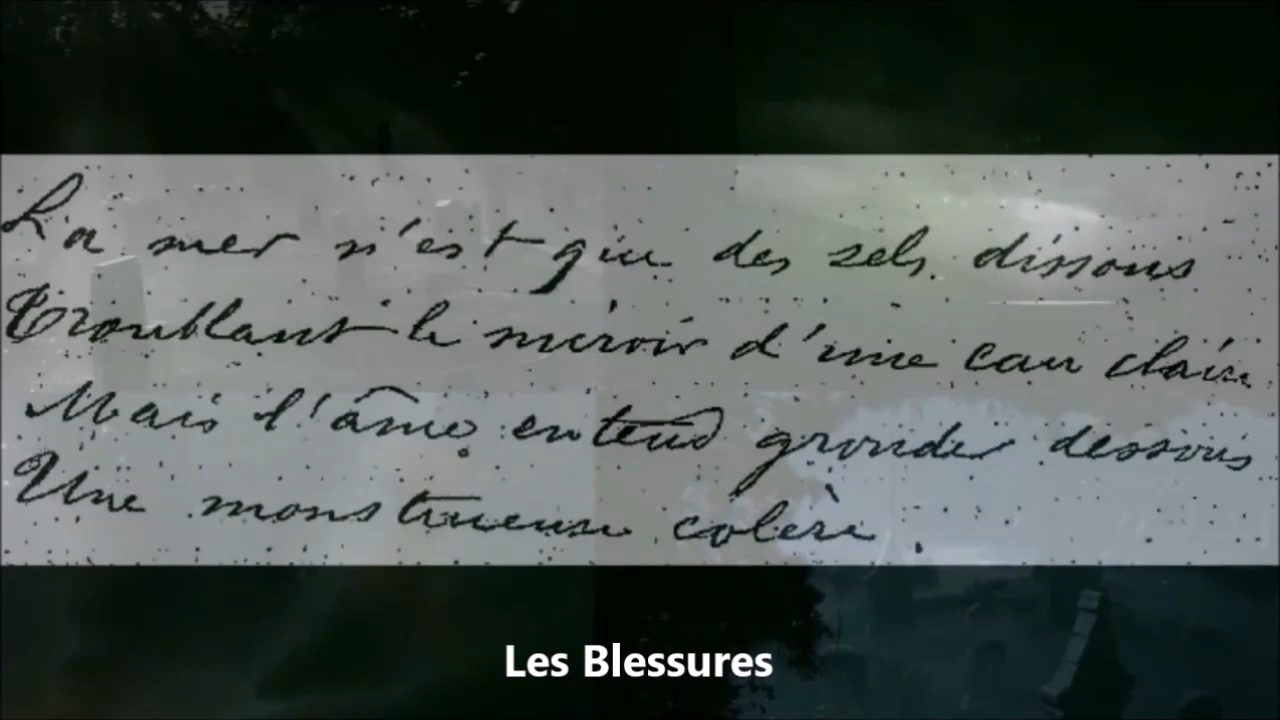 La mer n'est que des sels dissous
Troublant le miroir d'une eau claire
Mais l'âme entend gronder dessous
Une monstrueuse colère.
Les Blessures